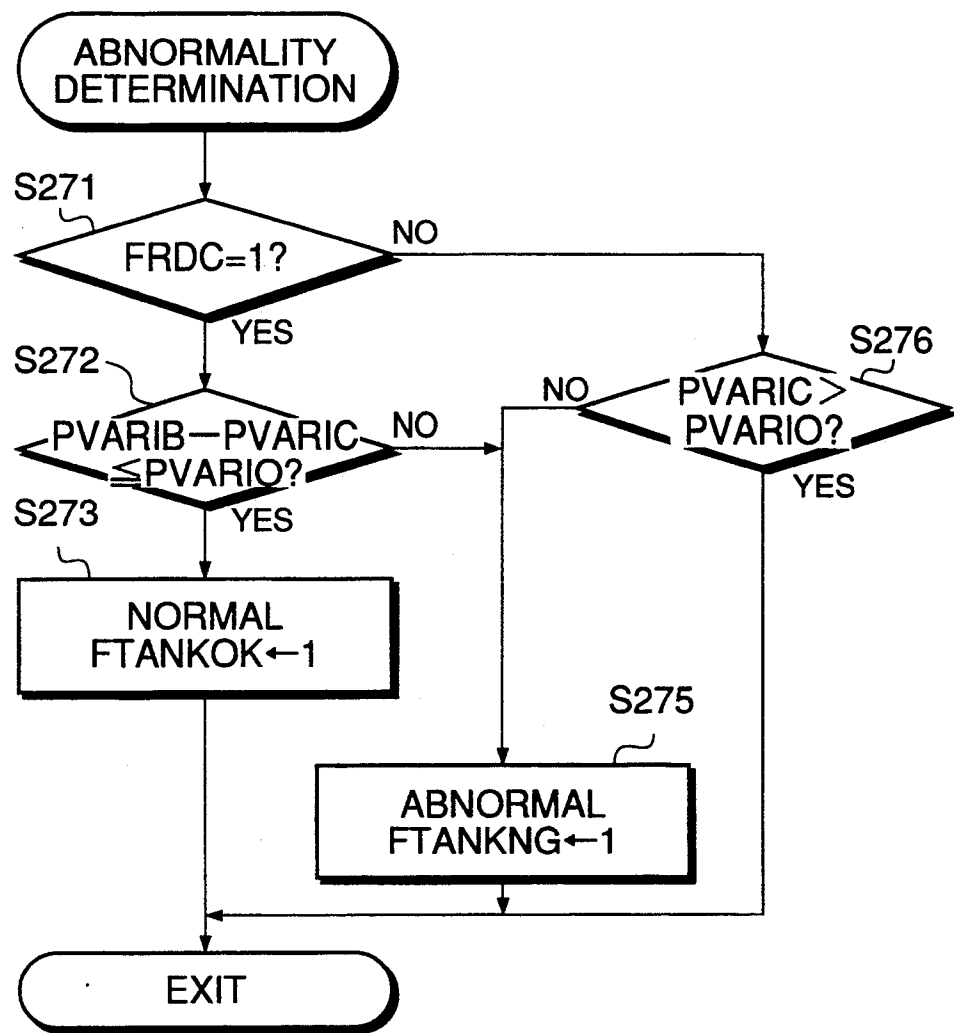 ABNORMALITY
DETERMINATION
S271
FRDC=1?
NO
YES
S272
PVARIB−PVARIC
≦PVARIO?
NO
YES
S276
PVARIC >
PVARIO?
NO
YES
S273
NORMAL
FTANKOK←1
S275
ABNORMAL
FTANKNG←1
EXIT